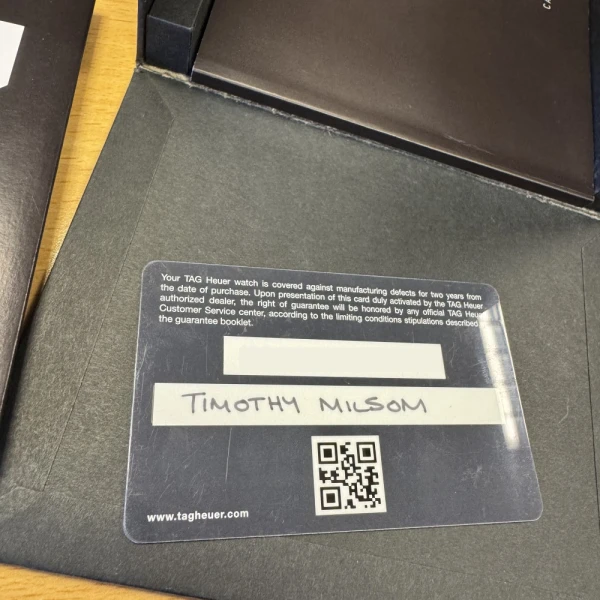 CA
Your TAG Heuer watch is covered against manufacturing defects for two years from
the date of purchase. Upon presentation of this card duly activated by the TAG Heuer
authorized dealer, the right of guarantee will be honored by any official TAG Heuer
Customer Service center, according to the limiting conditions stipulations described
the guarantee booklet.
TIMOTHY MILSOM
www.tagheuer.com